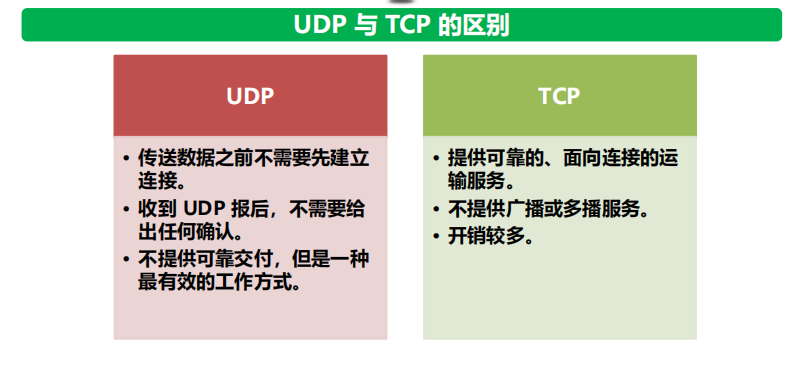 UDP 与 TCP 的区别
UDP
• 传送数据之前不需要先建立
连接。
• 收到 UDP 报后，不需要给
出任何确认。
• 不提供可靠交付，但是一种
最有效的工作方式。
TCP
• 提供可靠的、面向连接的运
输服务。
• 不提供广播或多播服务。
• 开销较多。